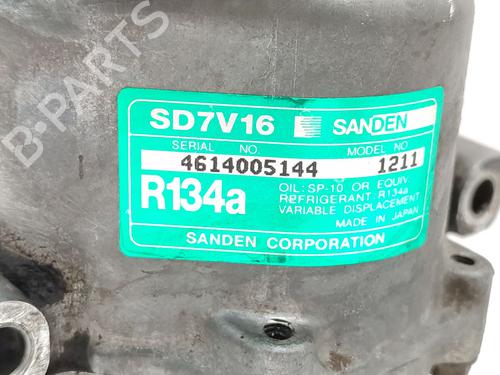 B-PARTS
SD7V16 SANDEN
SERIAL NO. MODEL NO
4614005144 1211
R134a
OIL: SP-10 OR EQUIV.
REFRIGERANT: R134a
VARIABLE DISPLACEMENT
MADE IN JAPAN
SANDEN CORPORATION